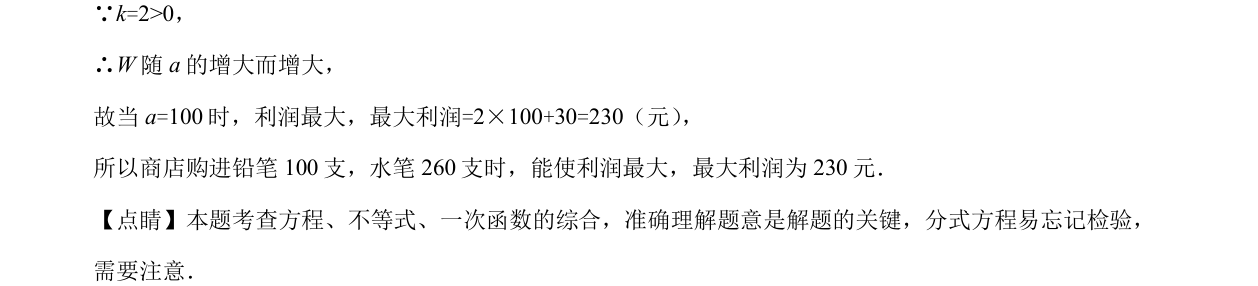 ∵k=2>0，
∴W随 a 的增大而增大，
故当 a=100 时，利润最大，最大利润=2×100+30=230（元），
所以商店购进铅笔 100 支，水笔 260 支时，能使利润最大，最大利润为 230 元．
【点睛】本题考查方程、不等式、一次函数的综合，准确理解题意是解题的关键，分式方程易忘记检验，
需要注意．